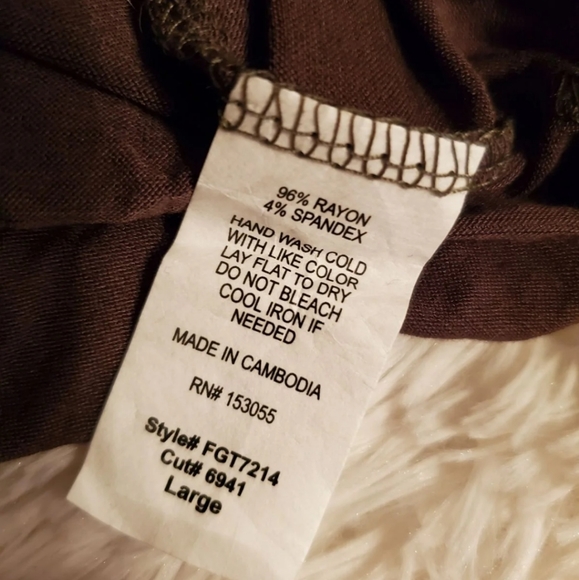 96% RAYON
4% SPANDEX
HAND WASH COLD
WITH LIKE COLOR
LAY FLAT TO DRY
DO NOT BLEACH
COOL IRON IF
NEEDED
MADE IN CAMBODIA
RN# 153055
Style# FGT7214
Cut# 6941
Large